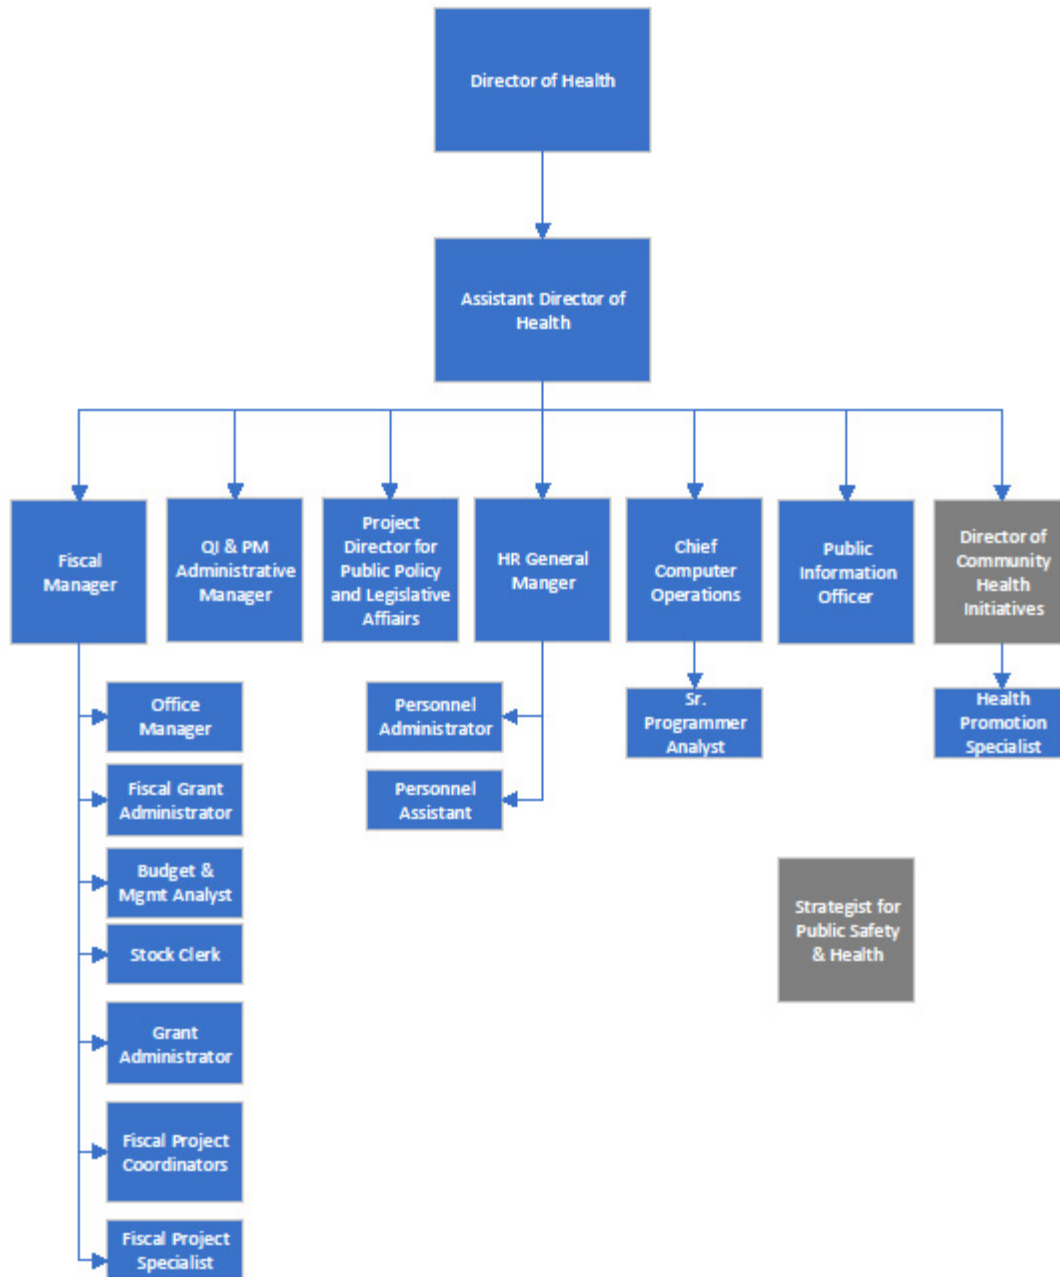 Director of Health
Assistant Director of
Health
Fiscal
Manager
QI & PM
Administrative
Manager
Project
Director for
Public Policy
and Legislative
Affiairs
HR General
Manger
Chief
Computer
Operations
Public
Information
Officer
Director of
Community
Health
Initiatives
Office
Manager
Fiscal Grant
Administrator
Budget &
Mgmt Analyst
Stock Clerk
Grant
Administrator
Fiscal Project
Coordinators
Fiscal Project
Specialist
Personnel
Administrator
Personnel
Assistant
Sr.
Programmer
Analyst
Health
Promotion
Specialist
Strategist for
Public Safety
& Health